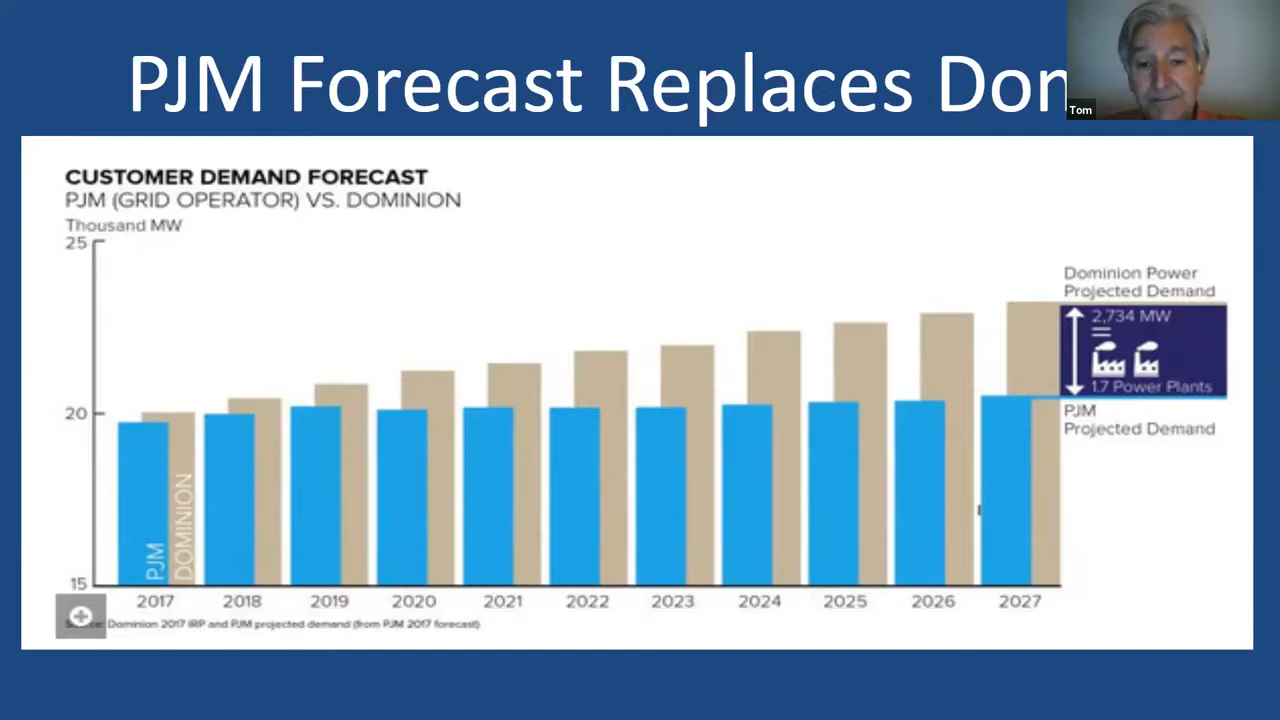 PJM Forecast Replaces Dom
Tom
CUSTOMER DEMAND FORECAST
PJM (GRID OPERATOR) VS. DOMINION
Thousand MW
25
20
15
Dominion Power
Projected Demand
2,734 MW
=
1.7 Power Plants
PJM
Projected Demand
PJM
DOMINION
2017 2018 2019 2020 2021 2022 2023 2024 2025 2026 2027
Dominion 2017 IRP and PJM projected demand (from PJM 2017 forecast)